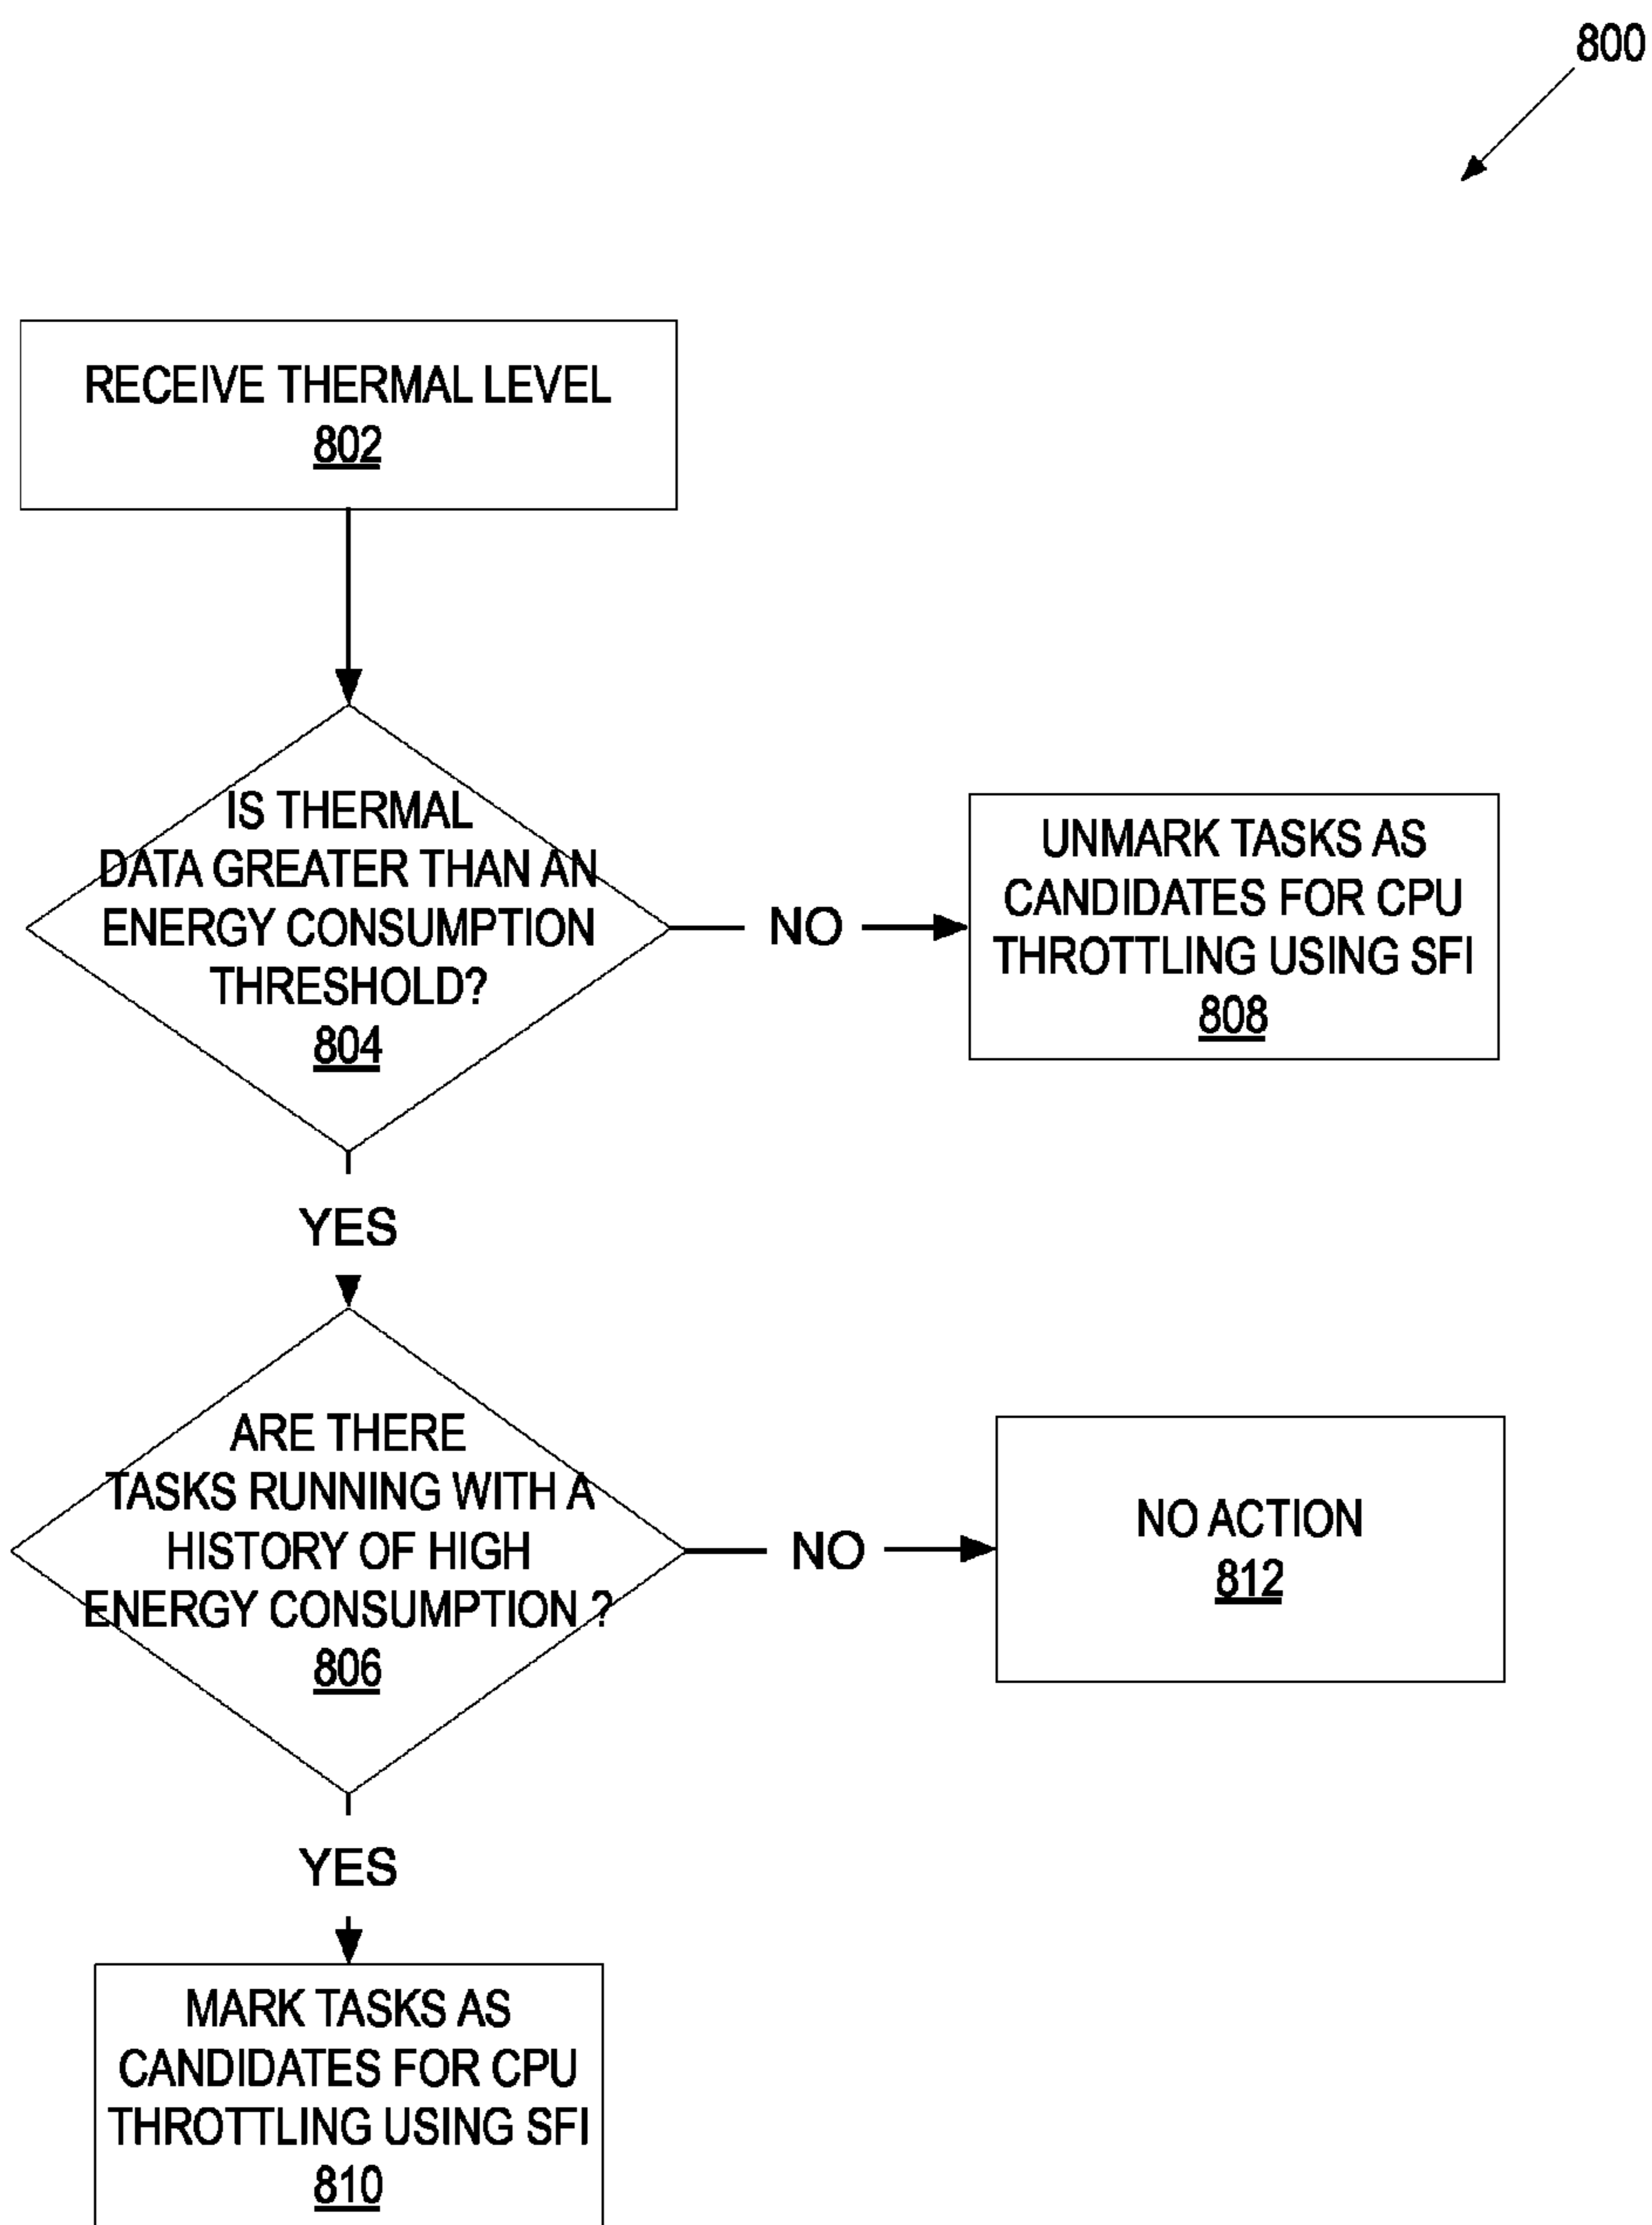 800
RECEIVE THERMAL LEVEL
802
IS THERMAL
DATA GREATER THAN AN
ENERGY CONSUMPTION
THRESHOLD?
804
NO
UNMARK TASKS AS
CANDIDATES FOR CPU
THROTTLING USING SFI
808
YES
ARE THERE
TASKS RUNNING WITH A
HISTORY OF HIGH
ENERGY CONSUMPTION ?
806
NO
NO ACTION
812
YES
MARK TASKS AS
CANDIDATES FOR CPU
THROTTLING USING SFI
810